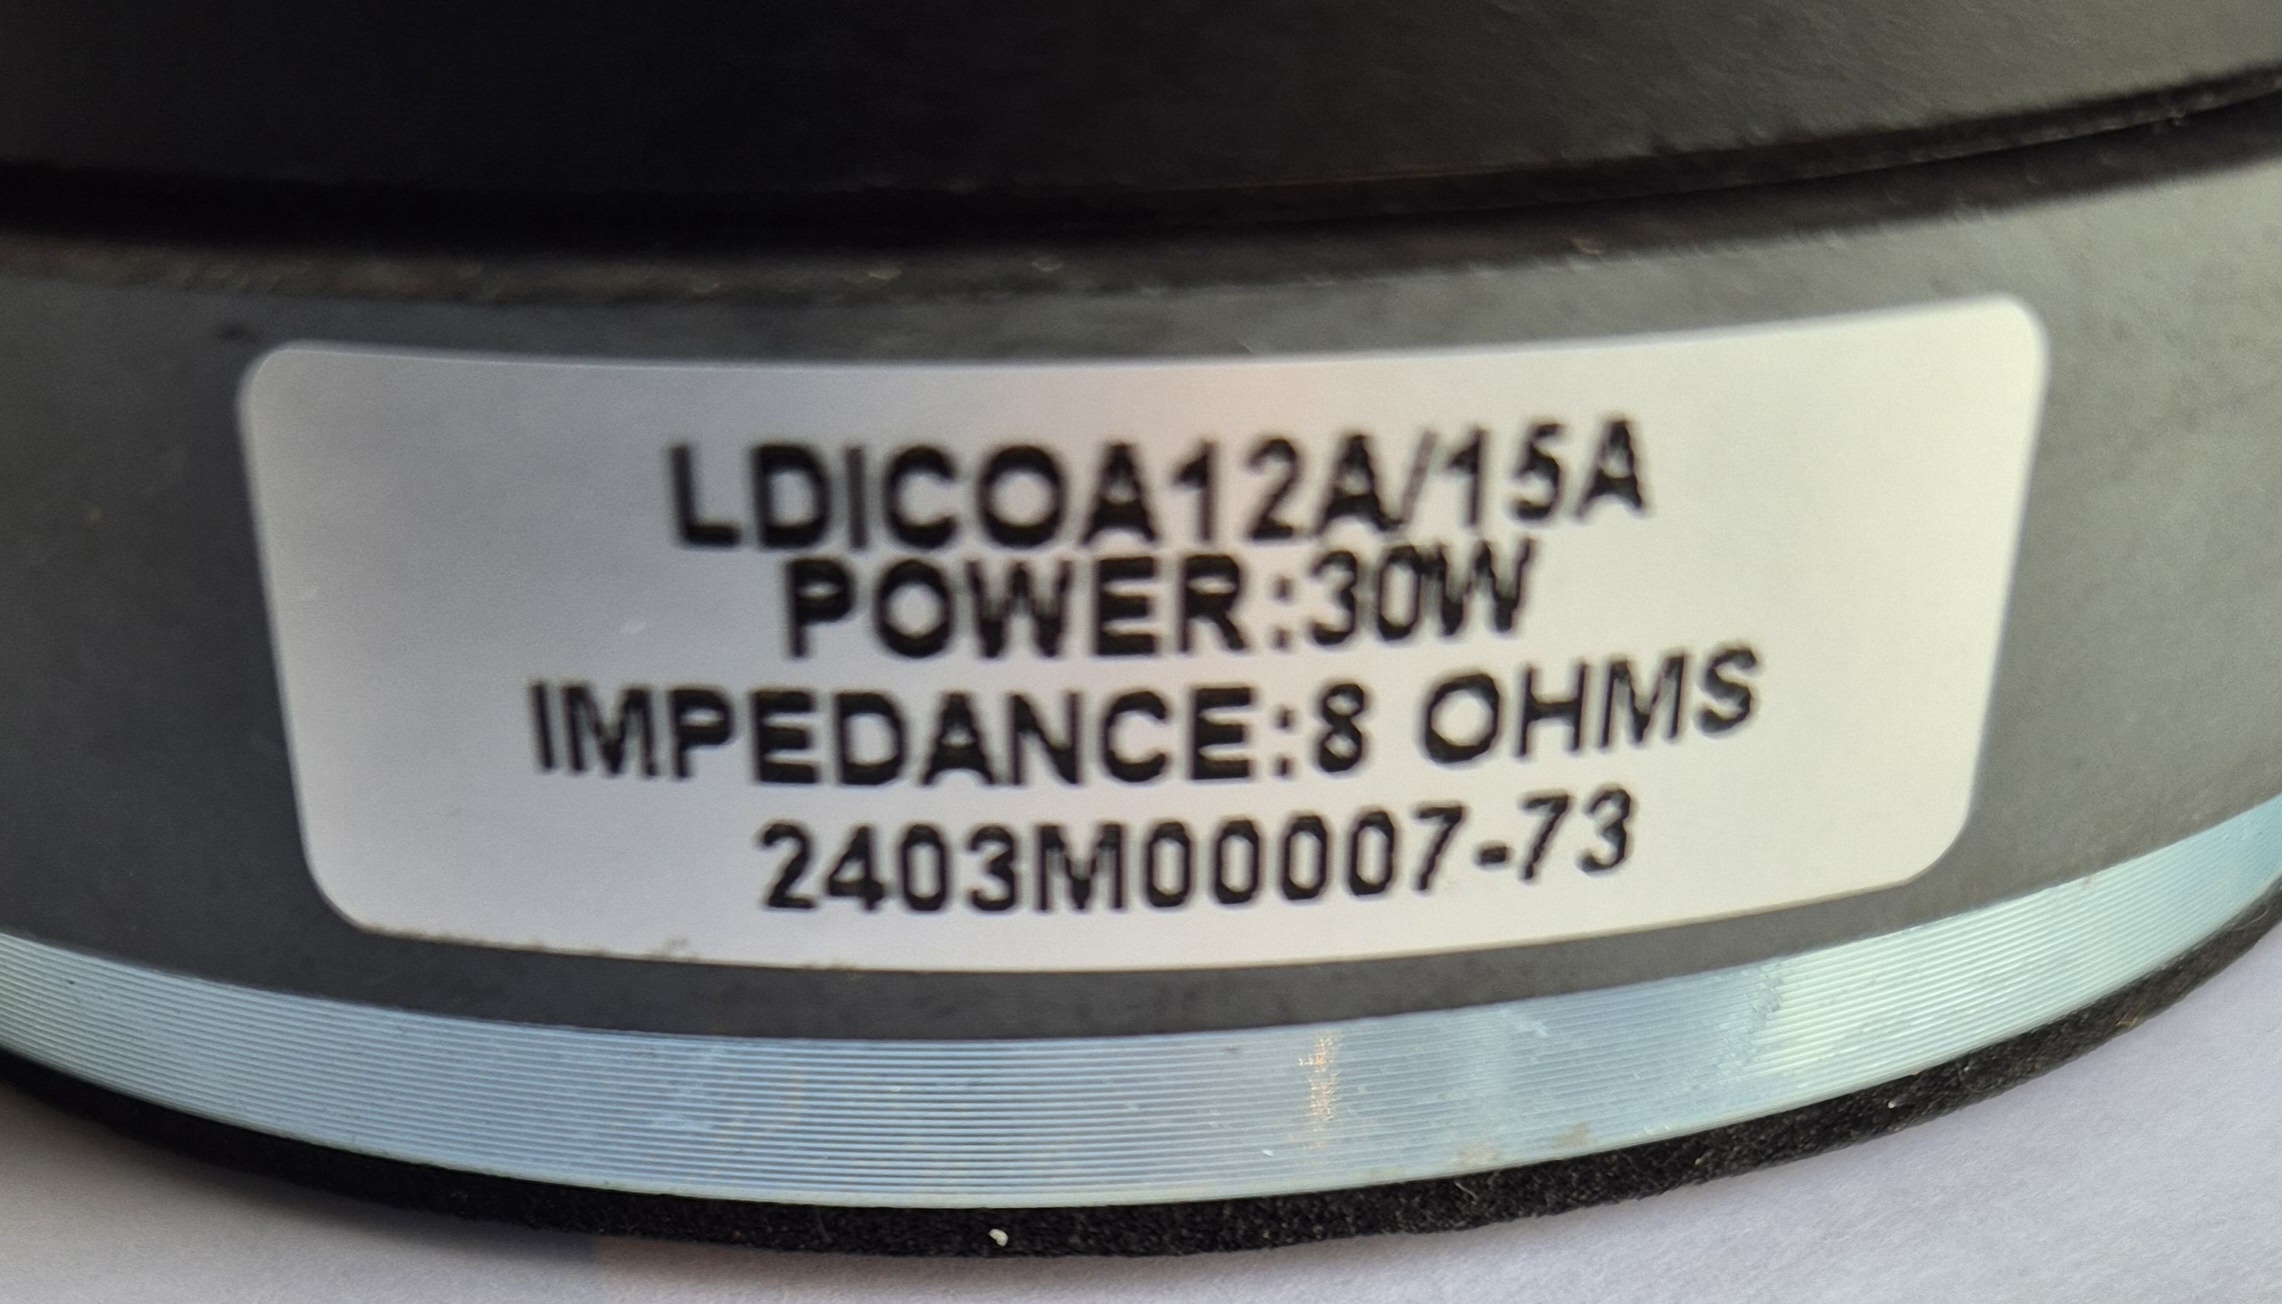 LDICOA12A/15A
POWER:30W
IMPEDANCE:8 OHMS
2403M00007-73